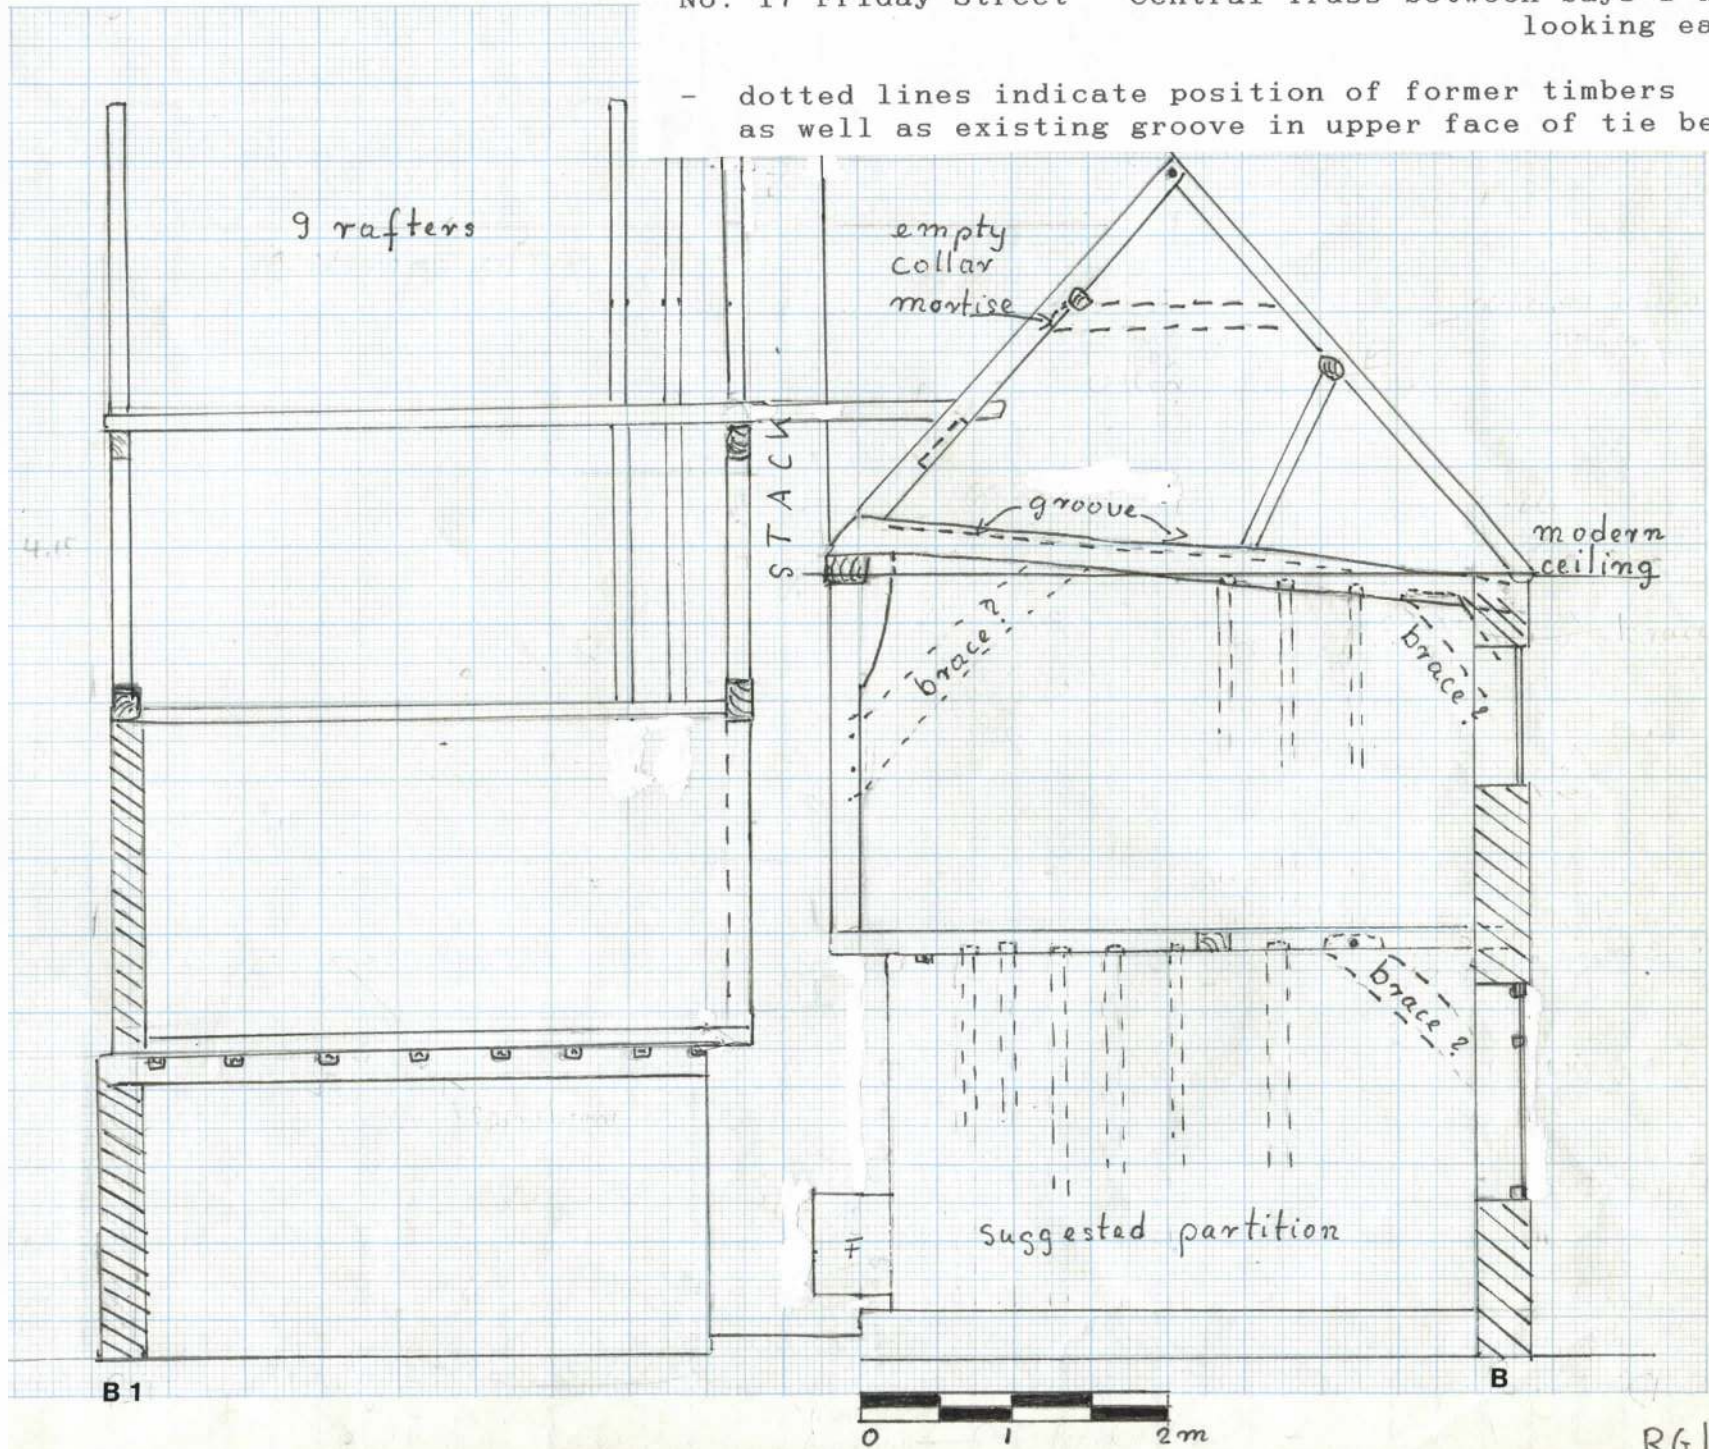 looking ea
- dotted lines indicate position of former timbers
as well as existing groove in upper face of tie be
9 rafters
empty
collar
mortise
STACK
groove
modern
ceiling
brace?
brace?
brace?
suggested partition
F
B 1
B
0 1 2m